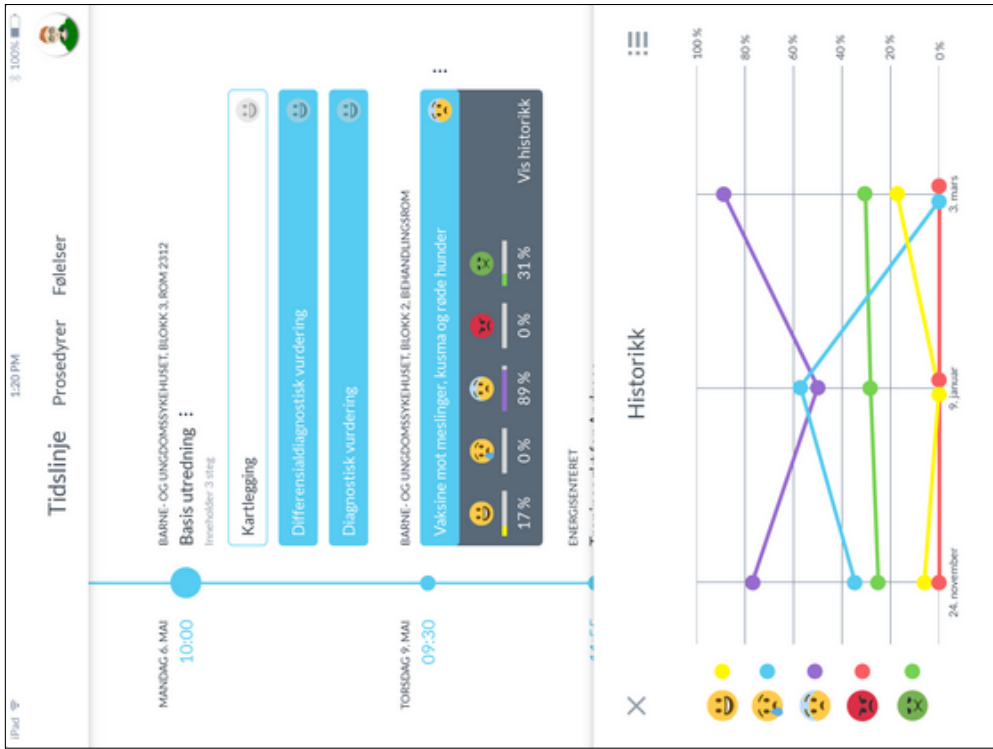 iPad
1:20 PM
100%
Tidslinje Prosedyrer Følelser
MANDAG 6. MAI
10:00
BARNE- OG UNGDOMSSYKEHUSET, BLOKK 3, ROM 2312
Basis utredning
Inneholder 3 steg
Kartlegging
Differensialdiagnostisk vurdering
Diagnostisk vurdering
TORSDAG 9. MAI
09:30
BARNE- OG UNGDOMSSYKEHUSET, BLOKK 2, BEHANDLINGSROM
Vaksine mot meslinger, kusma og røde hunder
17 % 0 % 89 % 0 % 31 % Vis historikk
ENERGISENTERET
Historikk
100 %
80 %
60 %
40 %
20 %
0 %
24. november
9. januar
3. mars